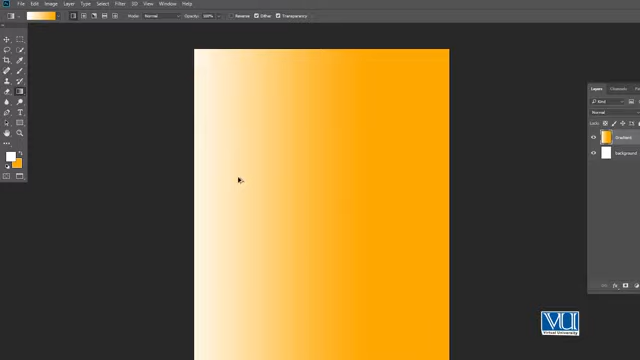 File Edit Image Layer Type Select Filter 3D View Window Help
Mode: Normal Opacity: 100% Reverse Dither Transparency
Layers Channels
Kind
Normal
Lock:
Gradient
background
VU
Virtual University